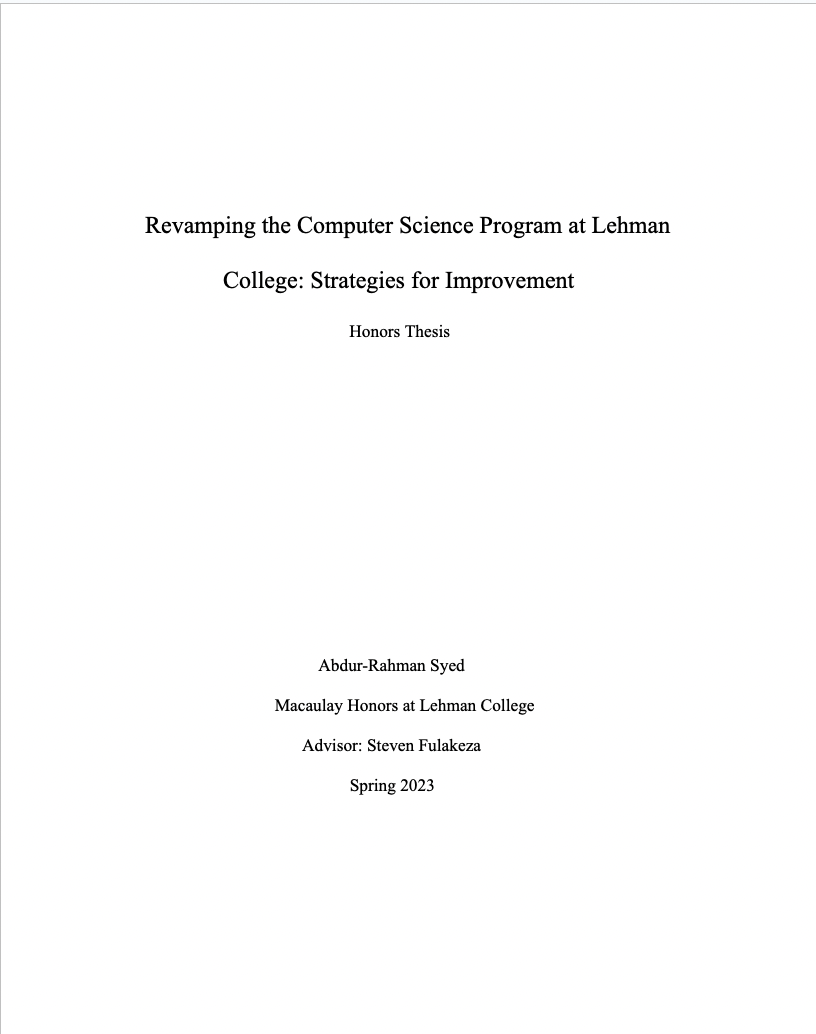 Revamping the Computer Science Program at Lehman
College: Strategies for Improvement
Honors Thesis
Abdur-Rahman Syed
Macaulay Honors at Lehman College
Advisor: Steven Fulakeza
Spring 2023